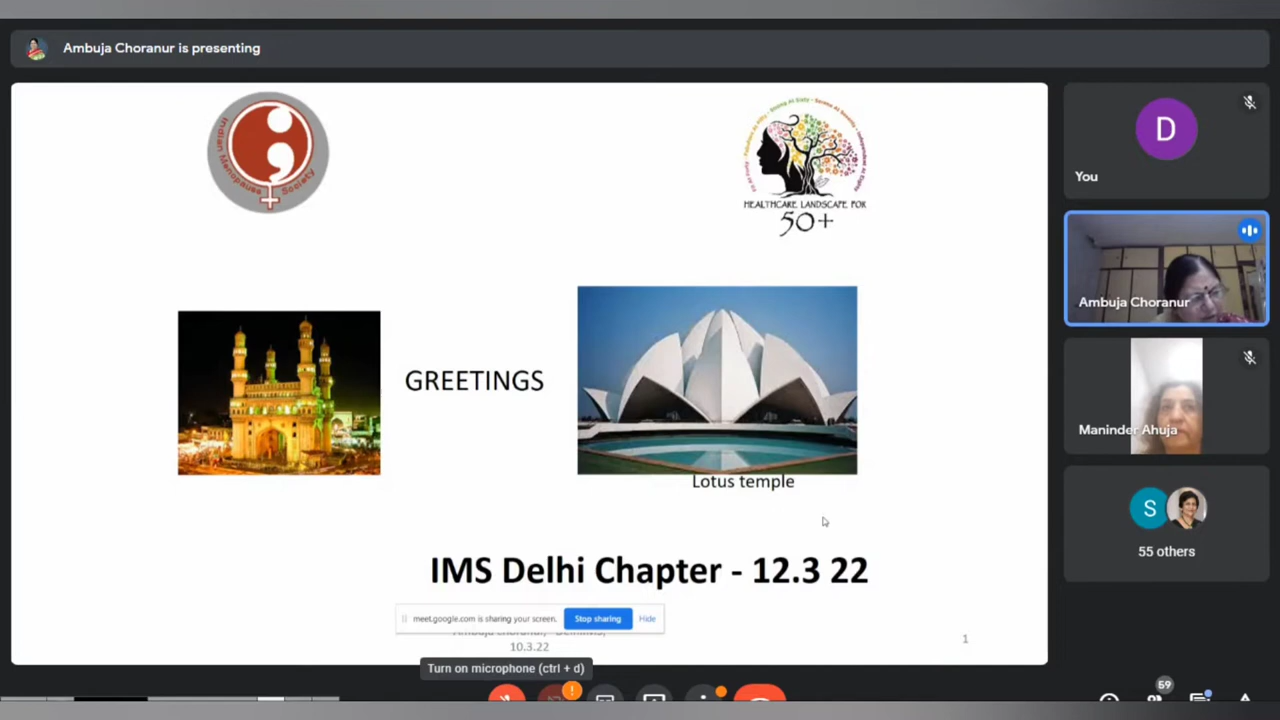 Ambuja Choranur is presenting
Indian Menopause Society
HEALTHCARE LANDSCAPE FOR
50+
GREETINGS
Lotus temple
IMS Delhi Chapter - 12.3 22
meet.google.com is sharing your screen.
Stop sharing
Hide
10.3.22
1
Turn on microphone (ctrl + d)
D
You
Ambuja Choranur
Maninder Ahuja
S
55 others
59